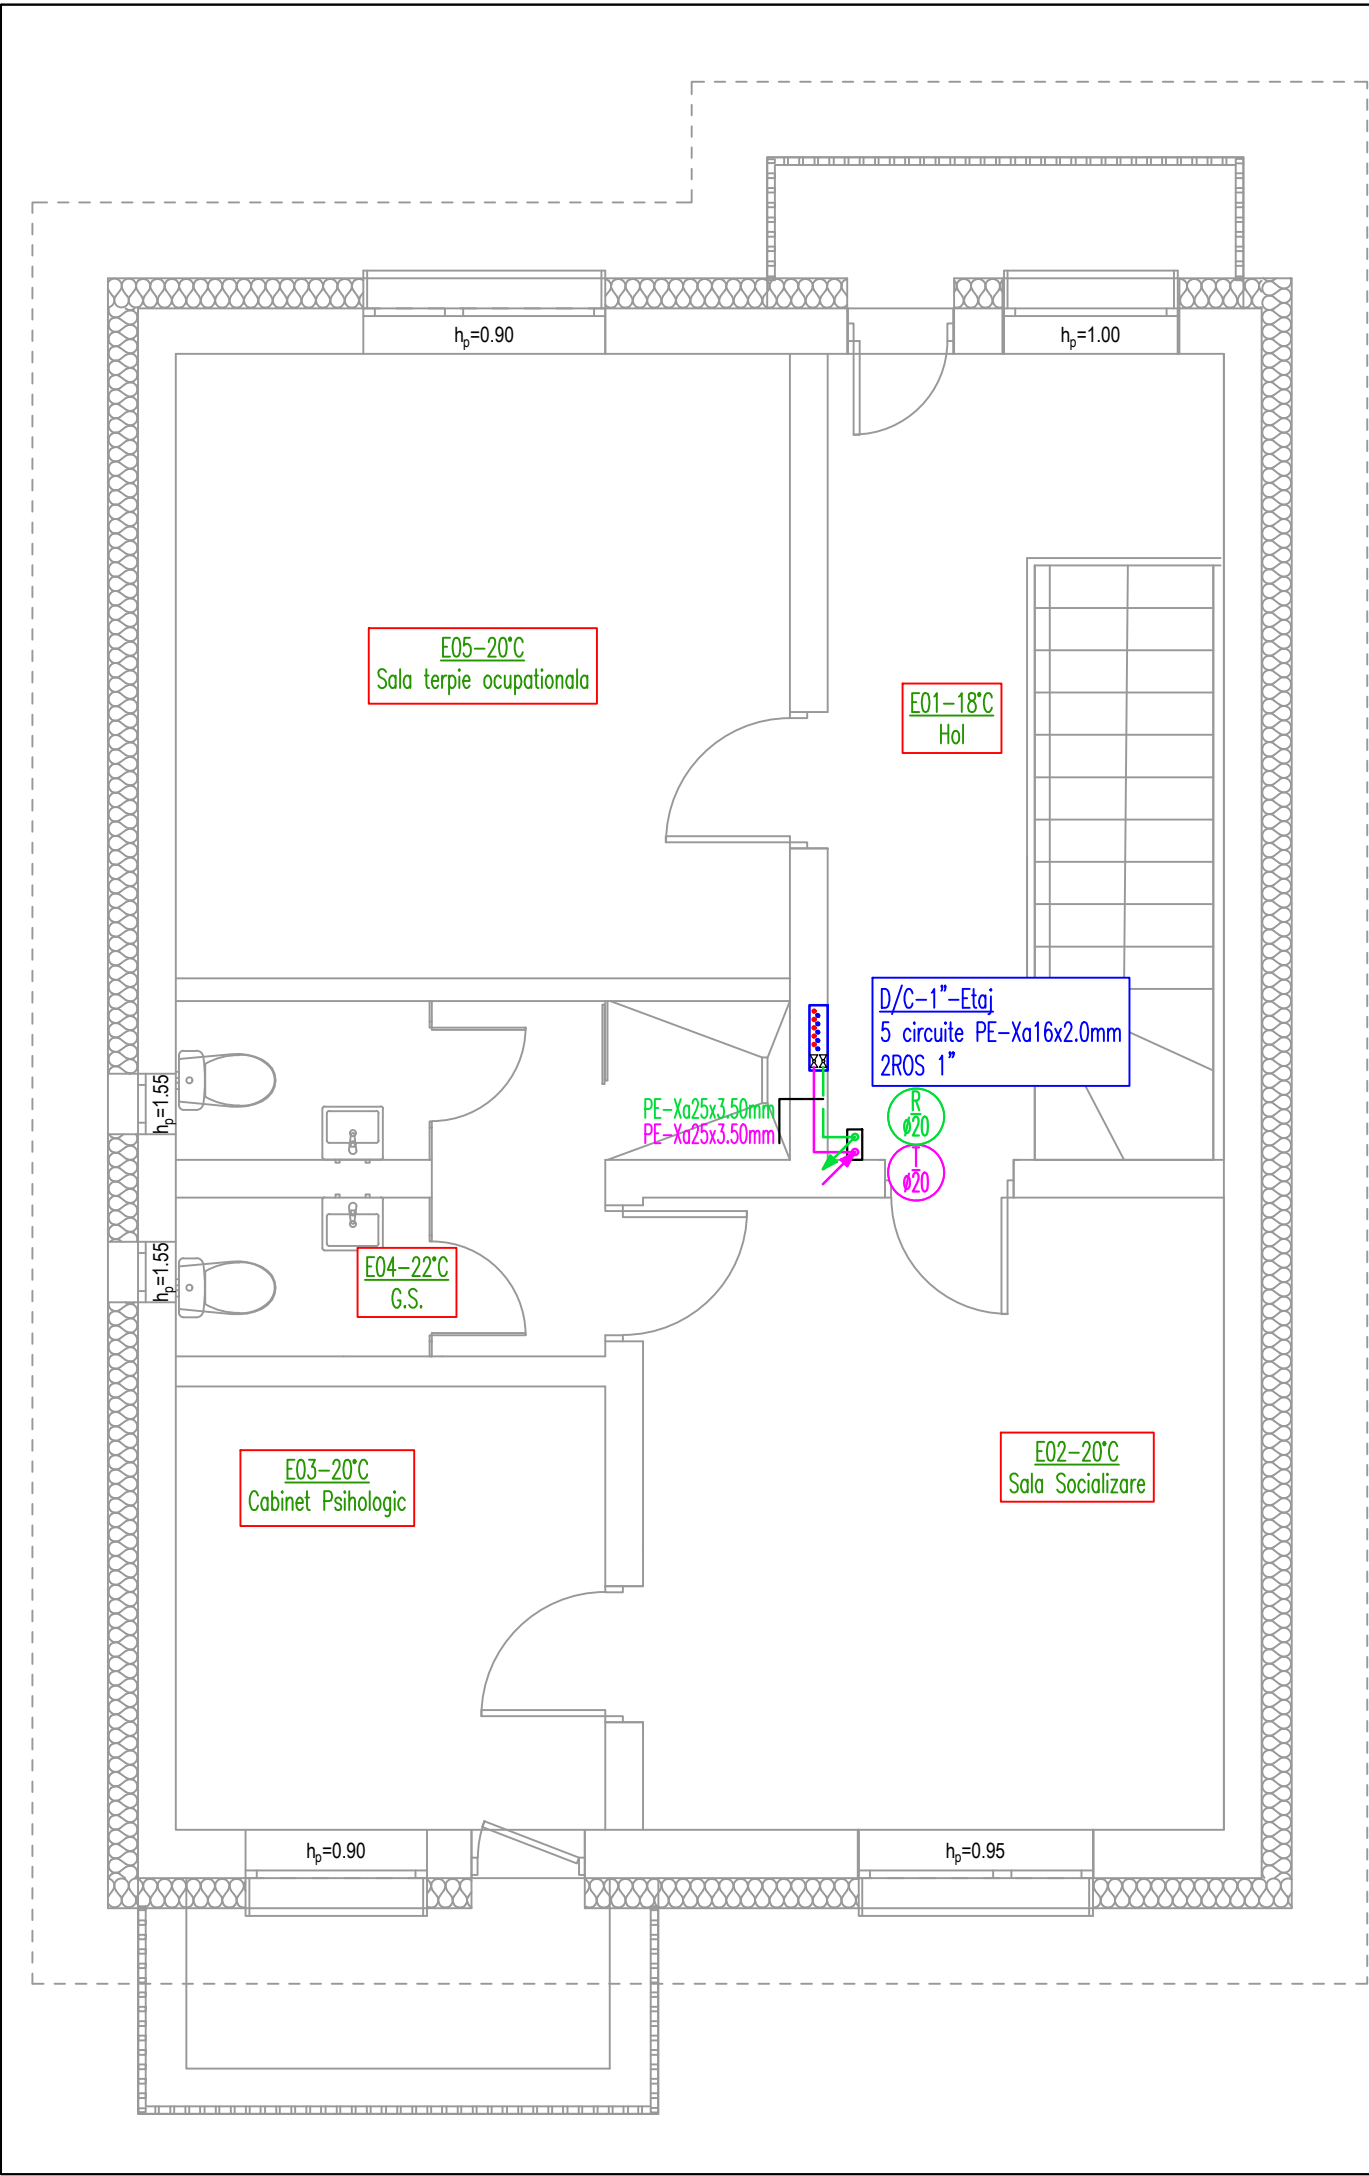 hp=0.90
hp=1.00
E05-20°C
Sala terpie ocupationala
E01-18°C
Hol
D/C-1"-Etaj
5 circuite PE-Xa16x2.0mm
2ROS 1"
hp=1.55
PE-Xa25x3.50mm
PE-Xa25x3.50mm
R
ø20
T
ø20
hp=1.55
E04-22°C
G.S.
E03-20°C
Cabinet Psihologic
E02-20°C
Sala Socializare
hp=0.90
hp=0.95